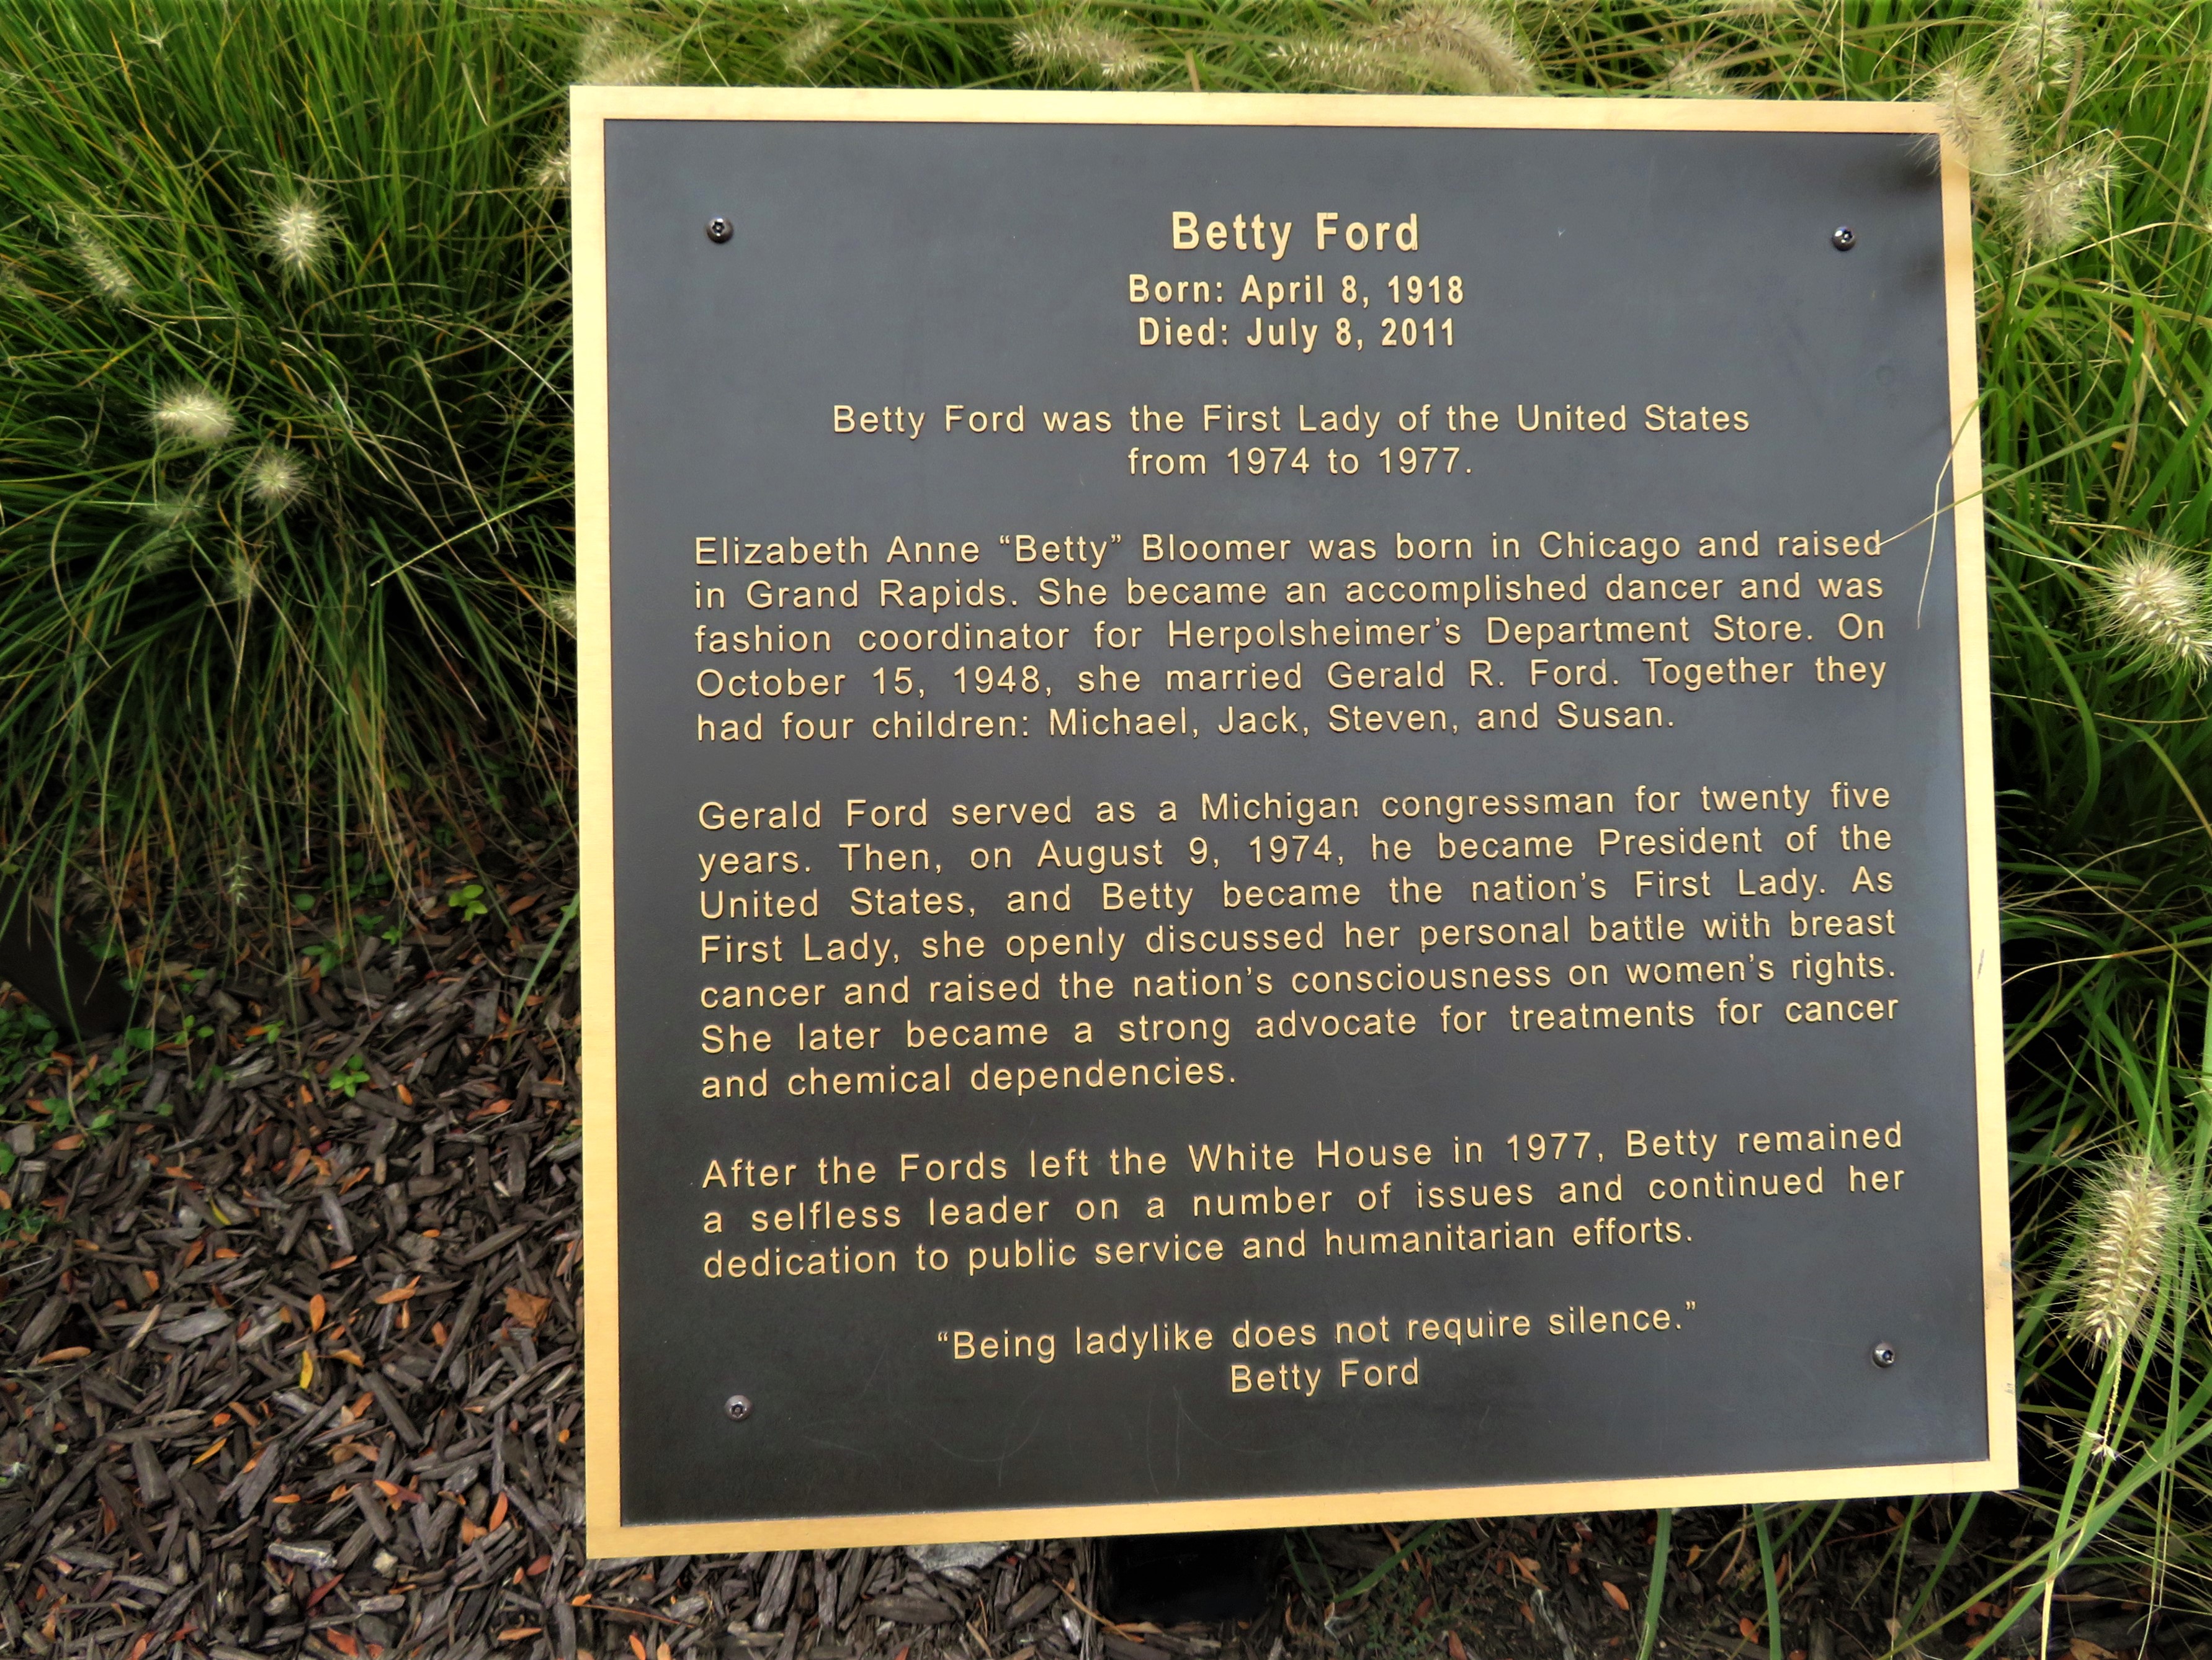 Betty Ford
Born: April 8, 1918
Died: July 8, 2011
Betty Ford was the First Lady of the United States
from 1974 to 1977.
Elizabeth Anne “Betty” Bloomer was born in Chicago and raised
in Grand Rapids. She became an accomplished dancer and was
fashion coordinator for Herpolsheimer’s Department Store. On
October 15, 1948, she married Gerald R. Ford. Together they
had four children: Michael, Jack, Steven, and Susan.
Gerald Ford served as a Michigan congressman for twenty five
years. Then, on August 9, 1974, he became President of the
United States, and Betty became the nation’s First Lady. As
First Lady, she openly discussed her personal battle with breast
cancer and raised the nation’s consciousness on women’s rights.
She later became a strong advocate for treatments for cancer
and chemical dependencies.
After the Fords left the White House in 1977, Betty remained
a selfless leader on a number of issues and continued her
dedication to public service and humanitarian efforts.
“Being ladylike does not require silence.”
Betty Ford